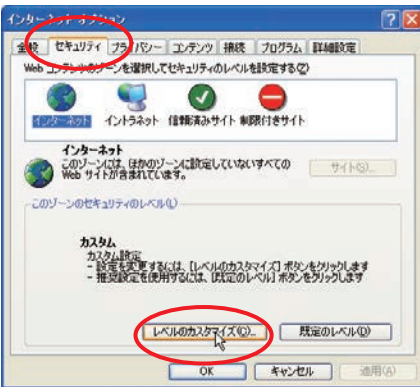 インターネット オプション
全般 セキュリティ プライバシー コンテンツ 接続 プログラム 詳細設定
Web コンテンツのゾーンを選択してセキュリティのレベルを設定する(Z)
インターネット イントラネット 信頼済みサイト 制限付きサイト
インターネット
このゾーンには、ほかのゾーンに設定していないすべての
Web サイトが含まれています。
サイト(S)...
このゾーンのセキュリティのレベル(L)
カスタム
カスタム設定
- 設定を変更するには、[レベルのカスタマイズ] ボタンをクリックします
- 推奨設定を使用するには、[既定のレベル] ボタンをクリックします
レベルのカスタマイズ(C)... 既定のレベル(D)
OK キャンセル 適用(A)